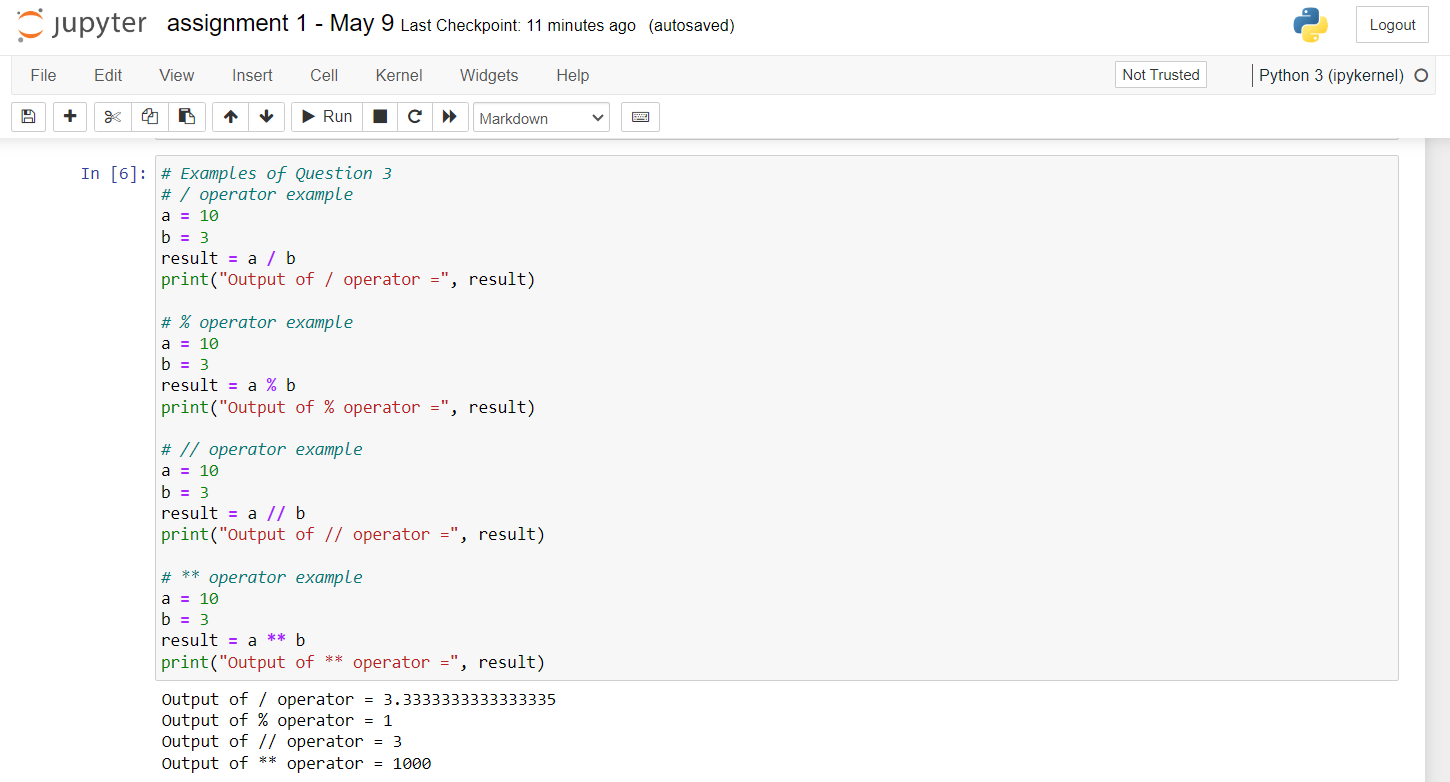 jupyter assignment 1 - May 9 Last Checkpoint: 11 minutes ago (autosaved) Logout
File Edit View Insert Cell Kernel Widgets Help Not Trusted Python 3 (ipykernel)
Run Markdown
In [6]: # Examples of Question 3
# / operator example
a = 10
b = 3
result = a / b
print("Output of / operator =", result)

# % operator example
a = 10
b = 3
result = a % b
print("Output of % operator =", result)

# // operator example
a = 10
b = 3
result = a // b
print("Output of // operator =", result)

# ** operator example
a = 10
b = 3
result = a ** b
print("Output of ** operator =", result)
Output of / operator = 3.3333333333333335
Output of % operator = 1
Output of // operator = 3
Output of ** operator = 1000